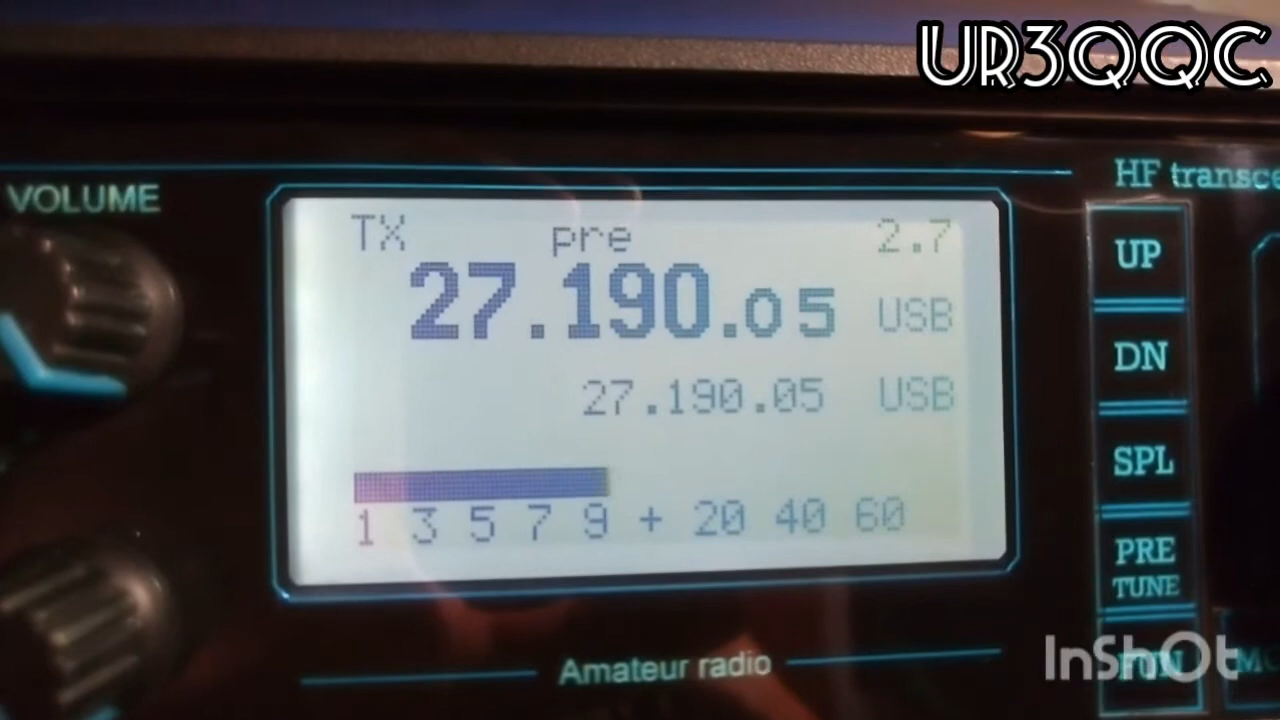 UR3QQC
HF transce
VOLUME
TX pre 2.7
27.190.05 USB
27.190.05 USB
1 3 5 7 9 + 20 40 60
UP
DN
SPL
PRE
TUNE
FUN
Amateur radio
InShOt